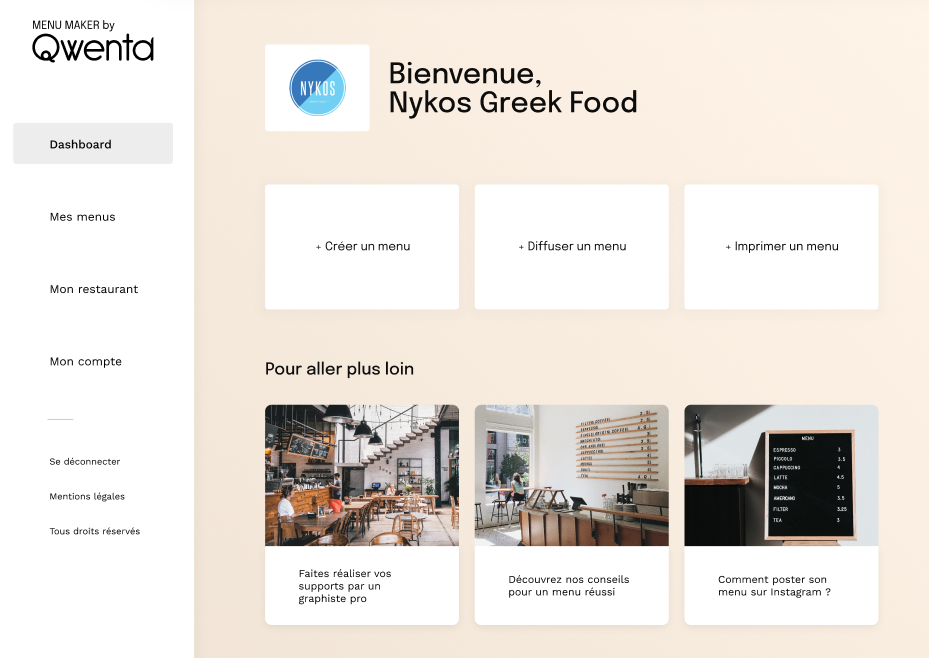 MENU MAKER by
Qwenta
Dashboard
Mes menus
Mon restaurant
Mon compte
Se déconnecter
Mentions légales
Tous droits réservés
NYKOS
Bienvenue,
Nykos Greek Food
+ Créer un menu
+ Diffuser un menu
+ Imprimer un menu
Pour aller plus loin
MENU
ESPRESSO 3
PICCOLO 3.5
CAPPUCCINO 4
LATTE 4.5
MOCHA 5
AMERICANO 3.5
FILTER 3.25
TEA 3
Faites réaliser vos
supports par un
graphiste pro
Découvrez nos conseils
pour un menu réussi
Comment poster son
menu sur Instagram ?